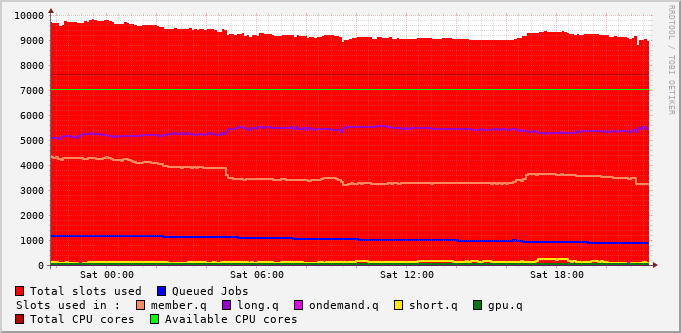 10000
9000
8000
7000
6000
5000
4000
3000
2000
1000
0
Sat 00:00 Sat 06:00 Sat 12:00 Sat 18:00
Total slots used Queued Jobs
Slots used in : member.q long.q ondemand.q short.q gpu.q
Total CPU cores Available CPU cores
RRDTOOL / TOBI OETIKER